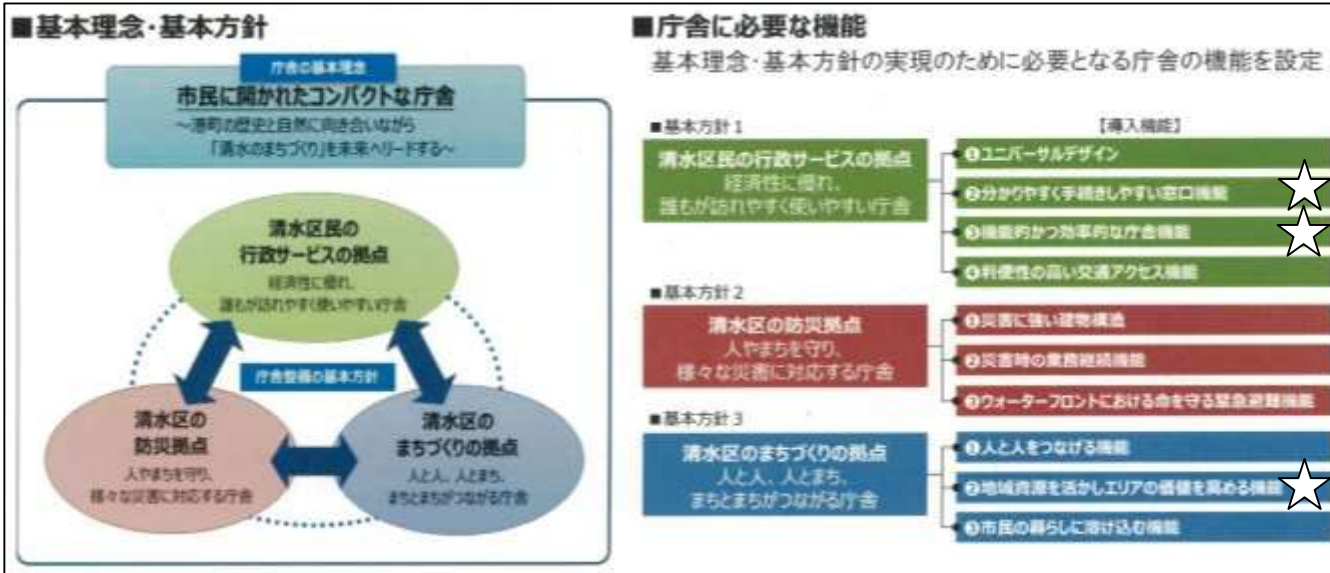 ■基本理念・基本方針
庁舎の基本理念
市民に開かれたコンパクトな庁舎
～港町の歴史と自然に向き合いながら
「清水のまちづくり」を未来へリードする～
清水区民の
行政サービスの拠点
経済性に優れ、
誰もが訪れやすく使いやすい庁舎
庁舎整備の基本方針
清水区の
防災拠点
人やまちを守り、
様々な災害に対応する庁舎
清水区の
まちづくりの拠点
人と人、人とまち、
まちとまちがつながる庁舎
■庁舎に必要な機能
基本理念・基本方針の実現のために必要となる庁舎の機能を設定
■基本方針1
【導入機能】
清水区民の行政サービスの拠点
経済性に優れ、
誰もが訪れやすく使いやすい庁舎
❶ユニバーサルデザイン
❷分かりやすく手続きしやすい窓口機能
❸機能的かつ効率的な庁舎機能
❹利便性の高い交通アクセス機能
■基本方針2
清水区の防災拠点
人やまちを守り、
様々な災害に対応する庁舎
❶災害に強い建物構造
❷災害時の業務継続機能
❸ウォーターフロントにおける命を守る緊急避難機能
■基本方針3
清水区のまちづくりの拠点
人と人、人とまち、
まちとまちがつながる庁舎
❶人と人をつなげる機能
❷地域資源を活かしエリアの価値を高める機能
❸市民の暮らしに溶け込む機能